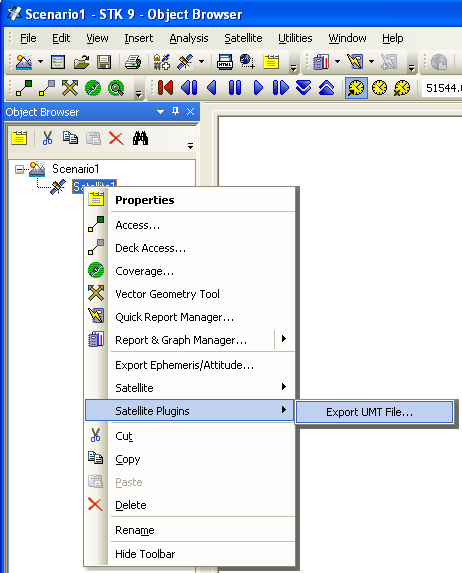 Scenario1 - STK 9 - Object Browser
File Edit View Insert Analysis Satellite Utilities Window Help
51544.
Object Browser
Scenario1
Satellite1
Properties
Access...
Deck Access...
Coverage...
Vector Geometry Tool
Quick Report Manager...
Report & Graph Manager...
Export Ephemeris/Attitude...
Satellite
Satellite Plugins
Export UMT File...
Cut
Copy
Paste
Delete
Rename
Hide Toolbar